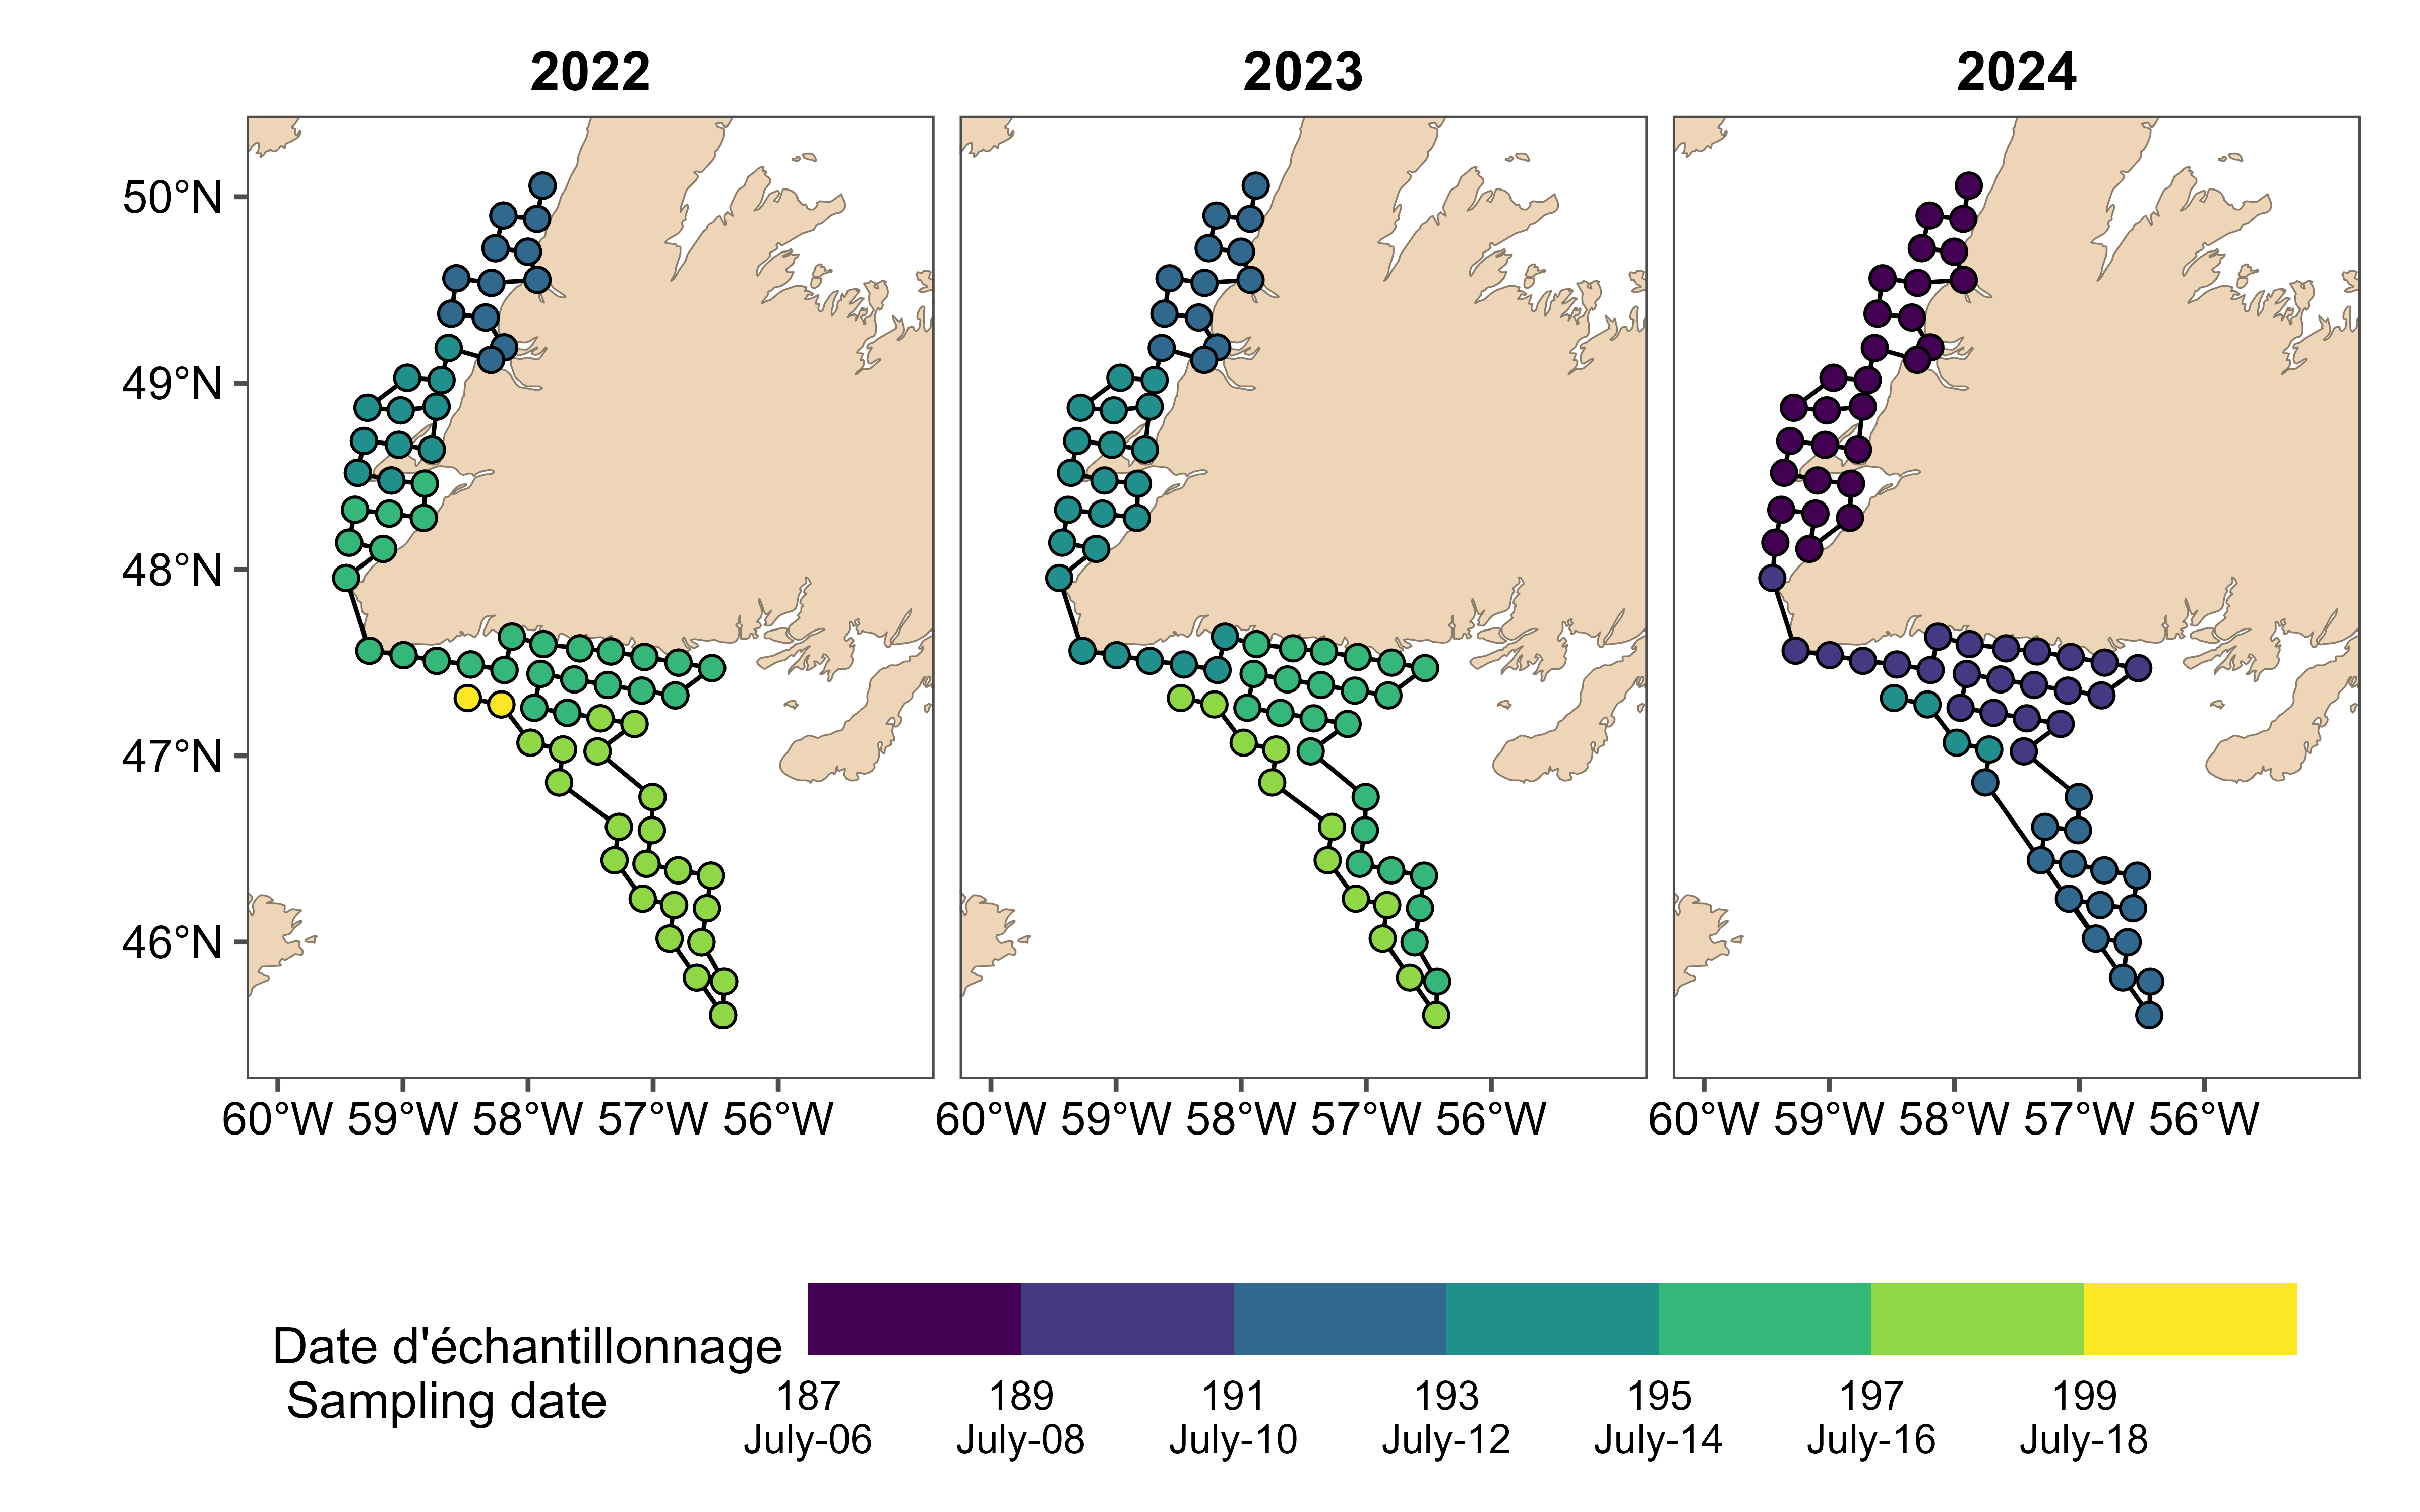 2022 2023 2024
50°N
49°N
48°N
47°N
46°N
60°W 59°W 58°W 57°W 56°W 60°W 59°W 58°W 57°W 56°W 60°W 59°W 58°W 57°W 56°W
Date d'échantillonnage
Sampling date
187 189 191 193 195 197 199
July-06 July-08 July-10 July-12 July-14 July-16 July-18